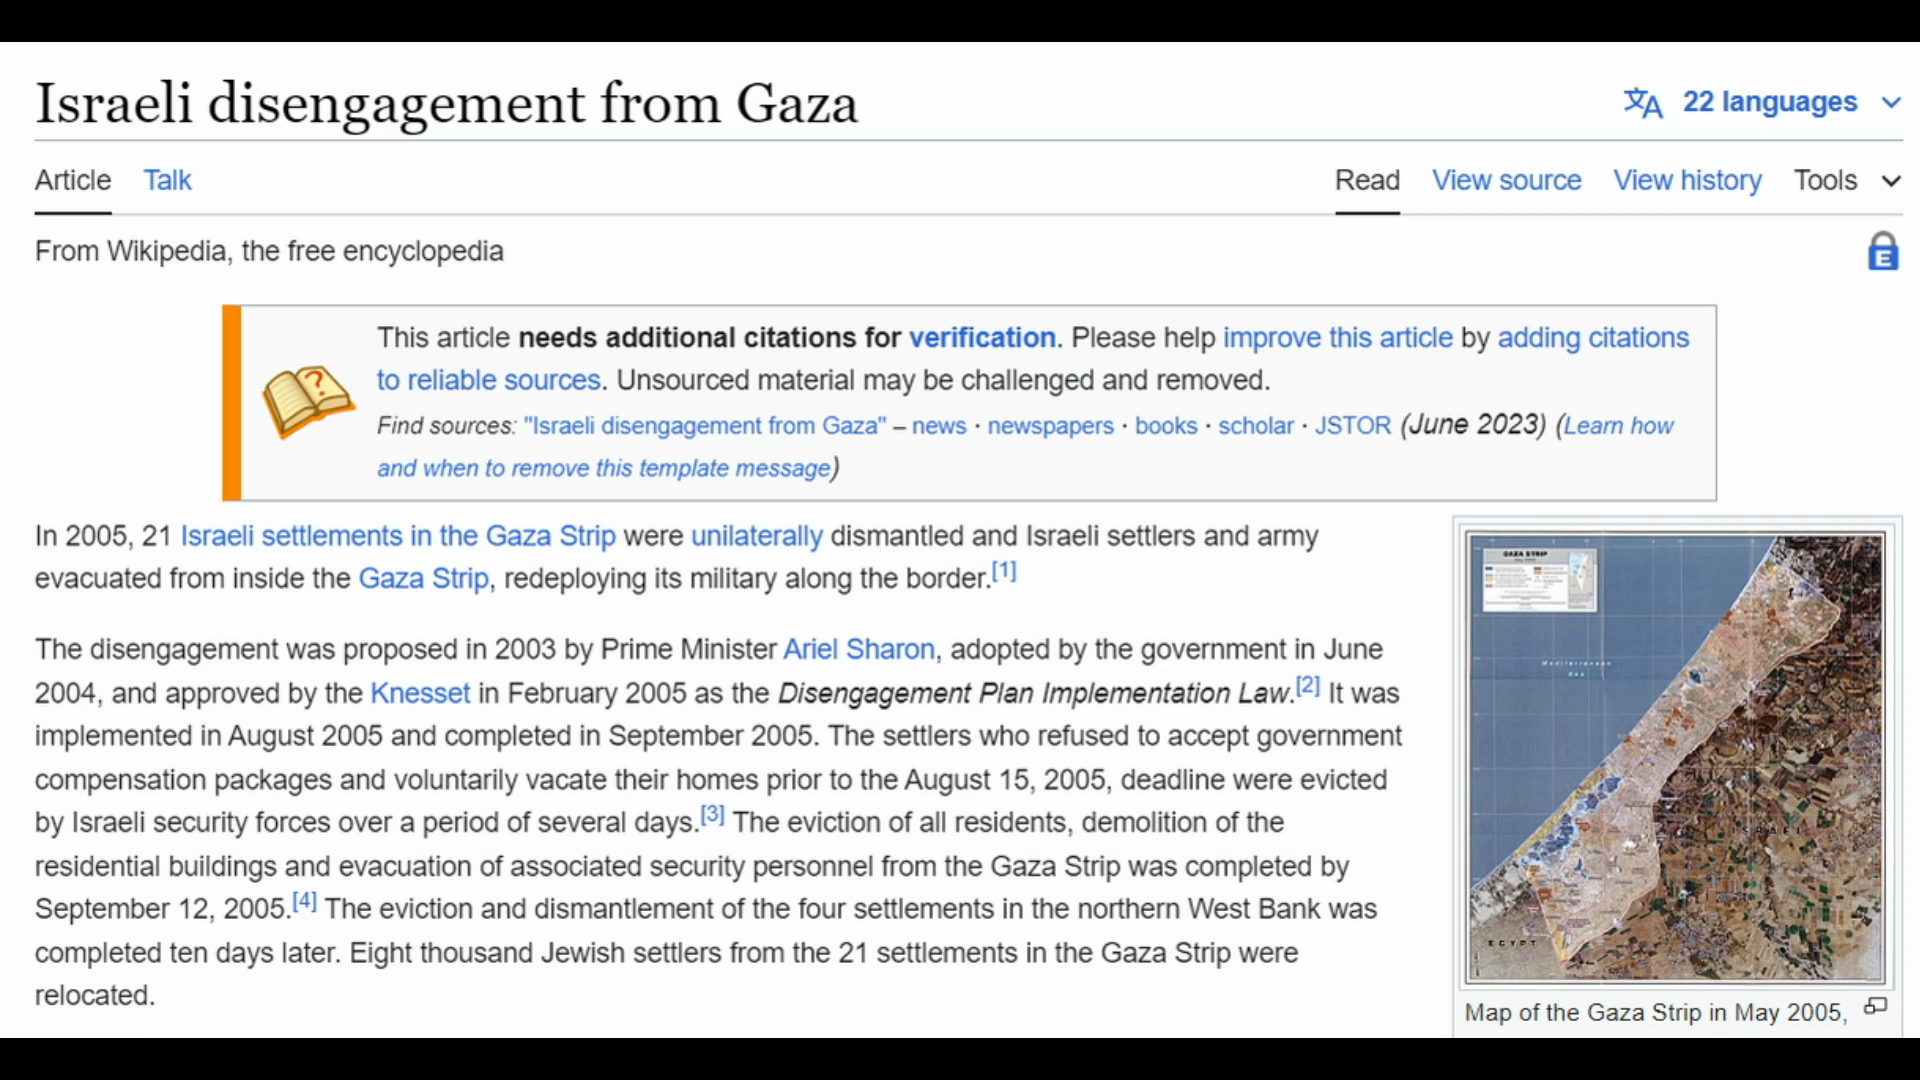 Israeli disengagement from Gaza
22 languages
Article Talk
Read View source View history Tools
From Wikipedia, the free encyclopedia
E
This article needs additional citations for verification. Please help improve this article by adding citations
to reliable sources. Unsourced material may be challenged and removed.
Find sources: "Israeli disengagement from Gaza" – news · newspapers · books · scholar · JSTOR (June 2023) (Learn how
and when to remove this template message)
In 2005, 21 Israeli settlements in the Gaza Strip were unilaterally dismantled and Israeli settlers and army
evacuated from inside the Gaza Strip, redeploying its military along the border.[1]
The disengagement was proposed in 2003 by Prime Minister Ariel Sharon, adopted by the government in June
2004, and approved by the Knesset in February 2005 as the Disengagement Plan Implementation Law.[2] It was
implemented in August 2005 and completed in September 2005. The settlers who refused to accept government
compensation packages and voluntarily vacate their homes prior to the August 15, 2005, deadline were evicted
by Israeli security forces over a period of several days.[3] The eviction of all residents, demolition of the
residential buildings and evacuation of associated security personnel from the Gaza Strip was completed by
September 12, 2005.[4] The eviction and dismantlement of the four settlements in the northern West Bank was
completed ten days later. Eight thousand Jewish settlers from the 21 settlements in the Gaza Strip were
relocated.
GAZA STRIP
Mediterranean
Sea
ISRAEL
EGYPT
Map of the Gaza Strip in May 2005,